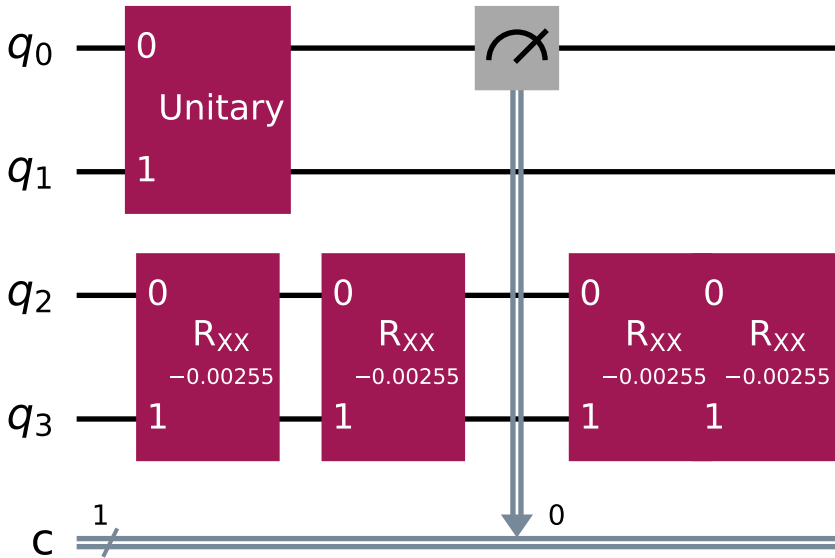 q0
0
Unitary
q1
1
q2
0 0 0 0
RXX RXX RXX RXX
−0.00255 −0.00255 −0.00255 −0.00255
q3
1 1 1 1
1 0
c